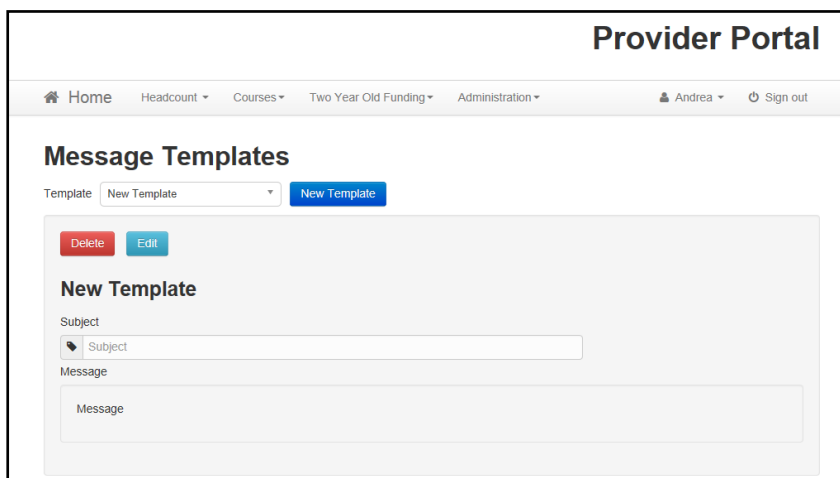 Provider Portal
Home Headcount Courses Two Year Old Funding Administration Andrea Sign out
Message Templates
Template New Template New Template
Delete Edit
New Template
Subject
Subject
Message
Message